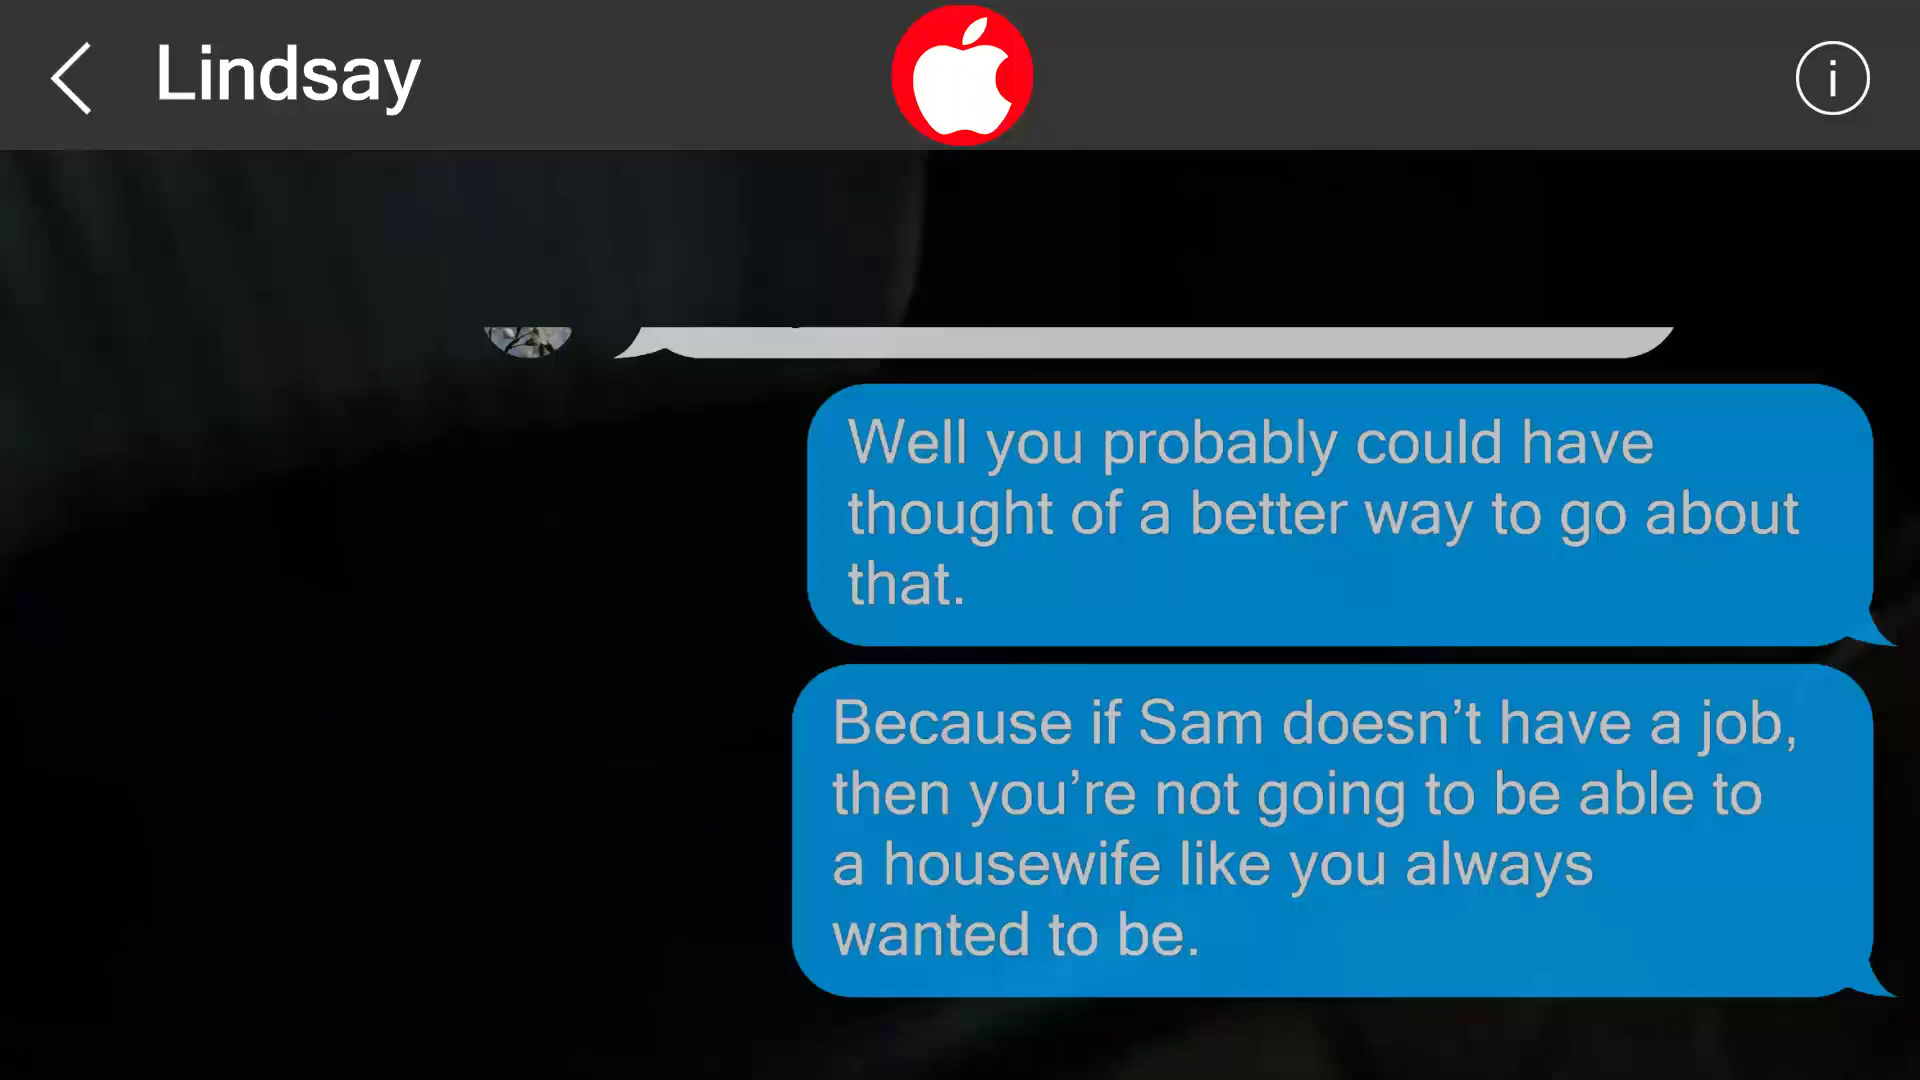 Lindsay
i
Well you probably could have
thought of a better way to go about
that.
Because if Sam doesn’t have a job,
then you’re not going to be able to
a housewife like you always
wanted to be.